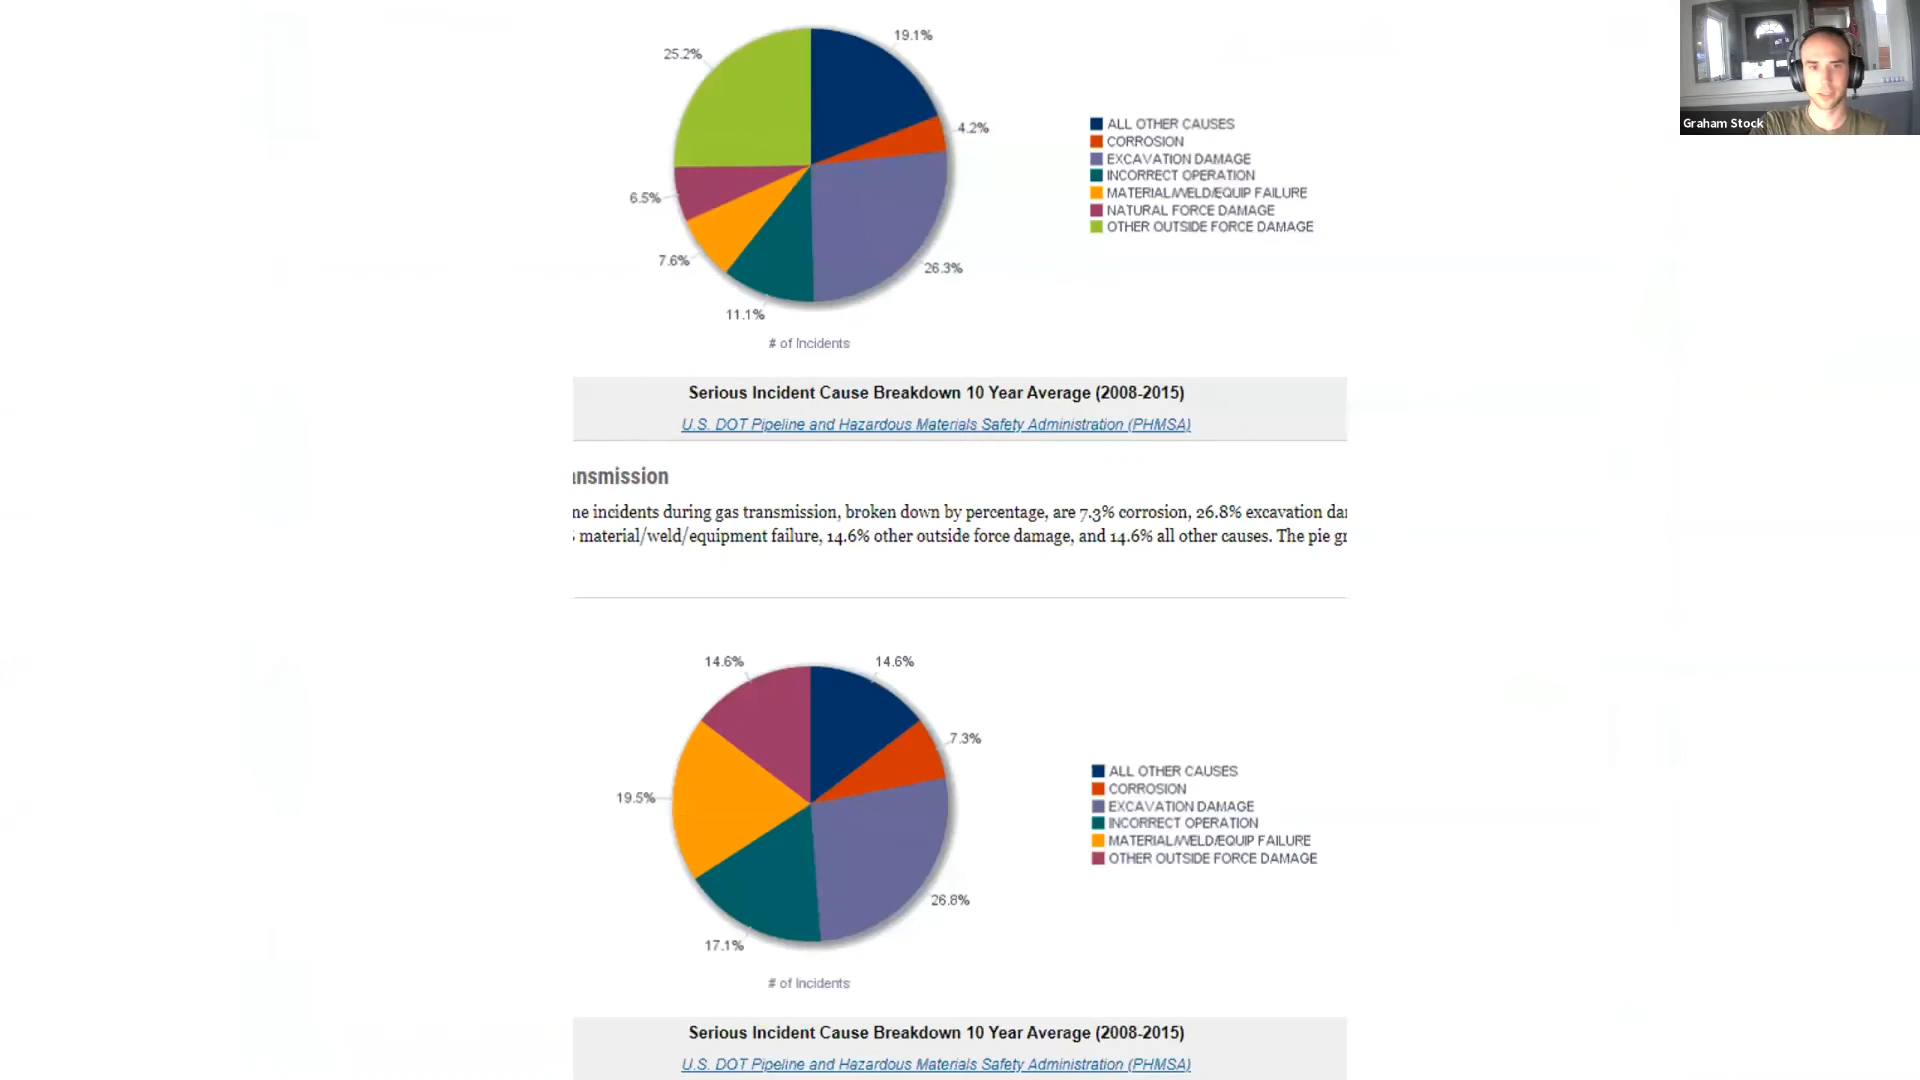 19.1%
25.2%
4.2%
6.5%
7.6%
26.3%
11.1%
# of Incidents
ALL OTHER CAUSES
CORROSION
EXCAVATION DAMAGE
INCORRECT OPERATION
MATERIAL/WELD/EQUIP FAILURE
NATURAL FORCE DAMAGE
OTHER OUTSIDE FORCE DAMAGE
Graham Stock
Serious Incident Cause Breakdown 10 Year Average (2008-2015)
U.S. DOT Pipeline and Hazardous Materials Safety Administration (PHMSA)
ansmission
ne incidents during gas transmission, broken down by percentage, are 7.3% corrosion, 26.8% excavation dar
material/weld/equipment failure, 14.6% other outside force damage, and 14.6% all other causes. The pie gr
14.6%
14.6%
7.3%
19.5%
26.8%
17.1%
# of Incidents
ALL OTHER CAUSES
CORROSION
EXCAVATION DAMAGE
INCORRECT OPERATION
MATERIAL/WELD/EQUIP FAILURE
OTHER OUTSIDE FORCE DAMAGE
Serious Incident Cause Breakdown 10 Year Average (2008-2015)
U.S. DOT Pipeline and Hazardous Materials Safety Administration (PHMSA)